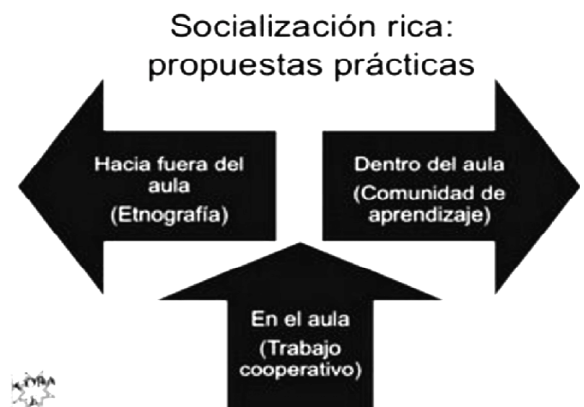 Socialización rica:
propuestas prácticas
Hacia fuera del
aula
(Etnografía)
Dentro del aula
(Comunidad de
aprendizaje)
En el aula
(Trabajo
cooperativo)